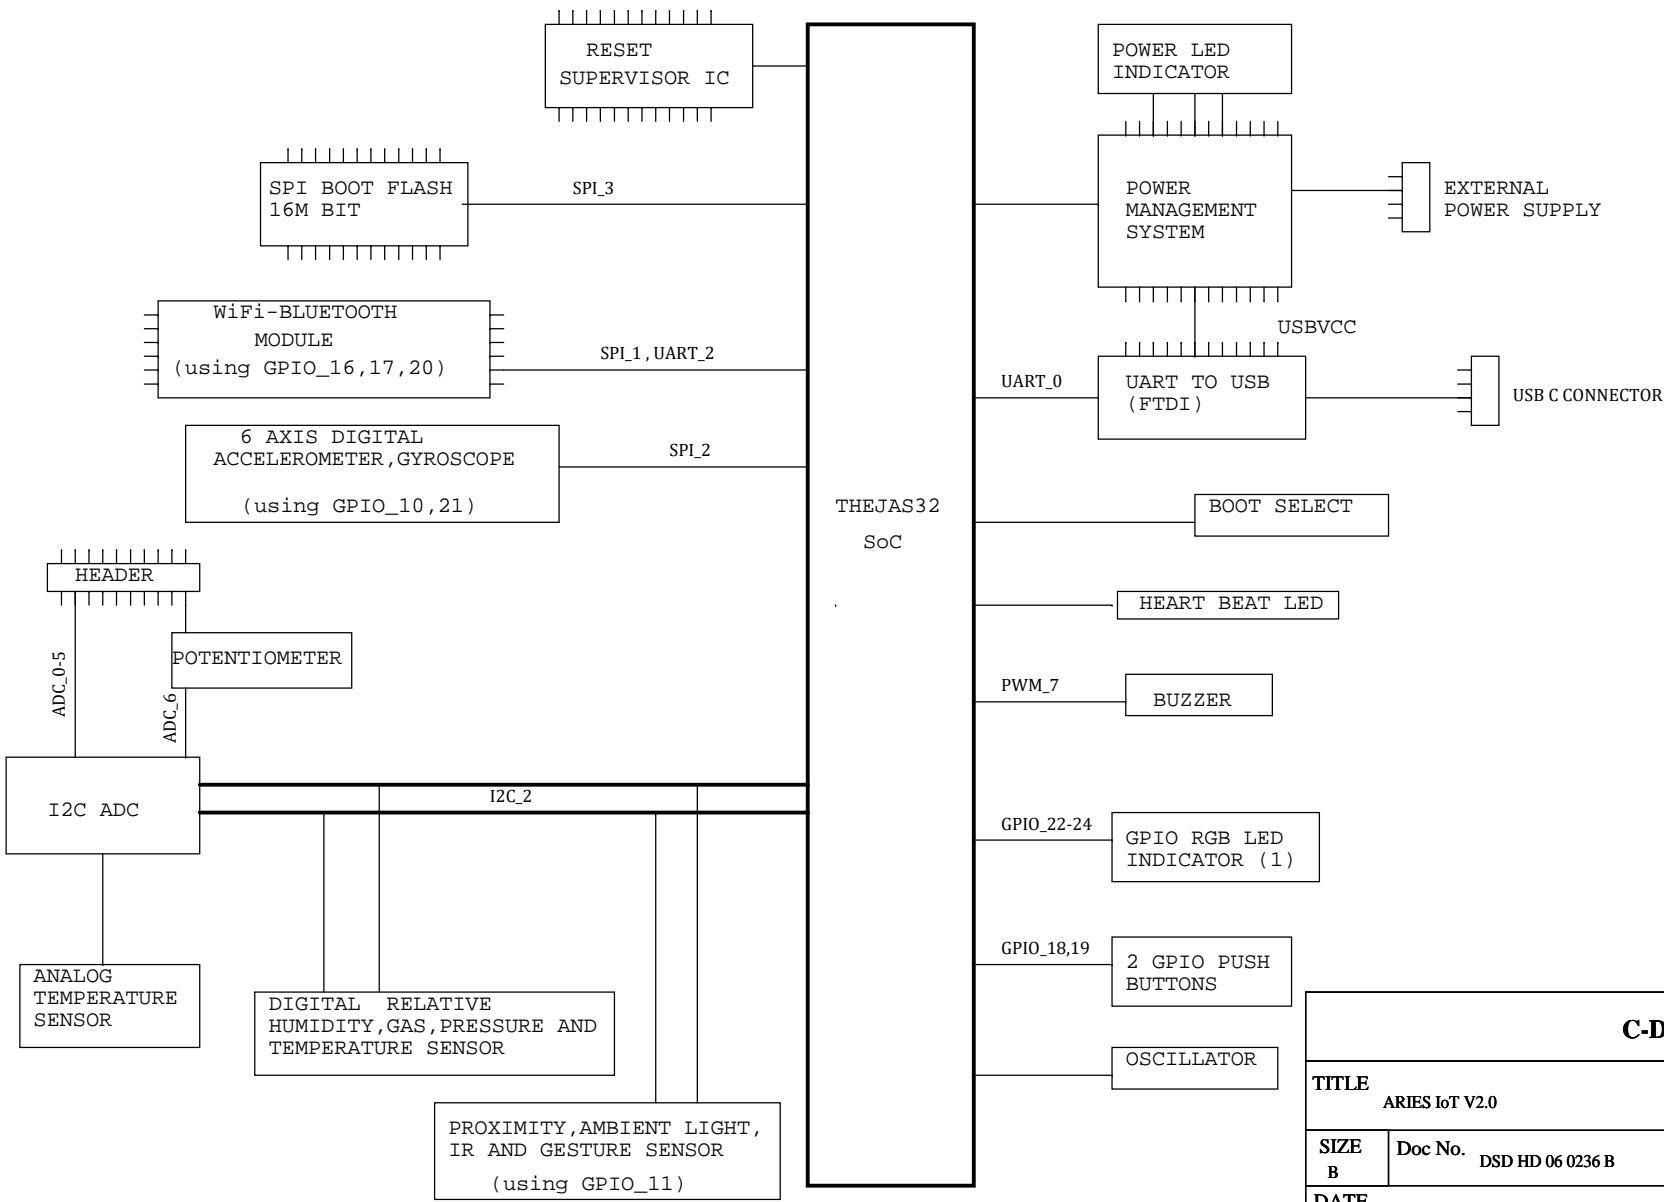 RESET
SUPERVISOR IC
POWER LED
INDICATOR
SPI BOOT FLASH
16M BIT
SPI_3
POWER
MANAGEMENT
SYSTEM
EXTERNAL
POWER SUPPLY
WiFi-BLUETOOTH
MODULE
(using GPIO_16,17,20)
SPI_1 , UART_2
USBVCC
UART_0
UART TO USB
(FTDI)
USB C CONNECTOR
6 AXIS DIGITAL
ACCELEROMETER,GYROSCOPE
(using GPIO_10,21)
SPI_2
THEJAS32
SoC
BOOT SELECT
HEADER
HEART BEAT LED
ADC_0-5
POTENTIOMETER
ADC_6
PWM_7
BUZZER
I2C ADC
I2C_2
GPIO_22-24
GPIO RGB LED
INDICATOR (1)
GPIO_18,19
2 GPIO PUSH
BUTTONS
ANALOG
TEMPERATURE
SENSOR
DIGITAL RELATIVE
HUMIDITY,GAS,PRESSURE AND
TEMPERATURE SENSOR
OSCILLATOR
PROXIMITY,AMBIENT LIGHT,
IR AND GESTURE SENSOR
(using GPIO_11)
C-D
TITLE
ARIES IoT V2.0
SIZE
B
Doc No. DSD HD 06 0236 B
DATE